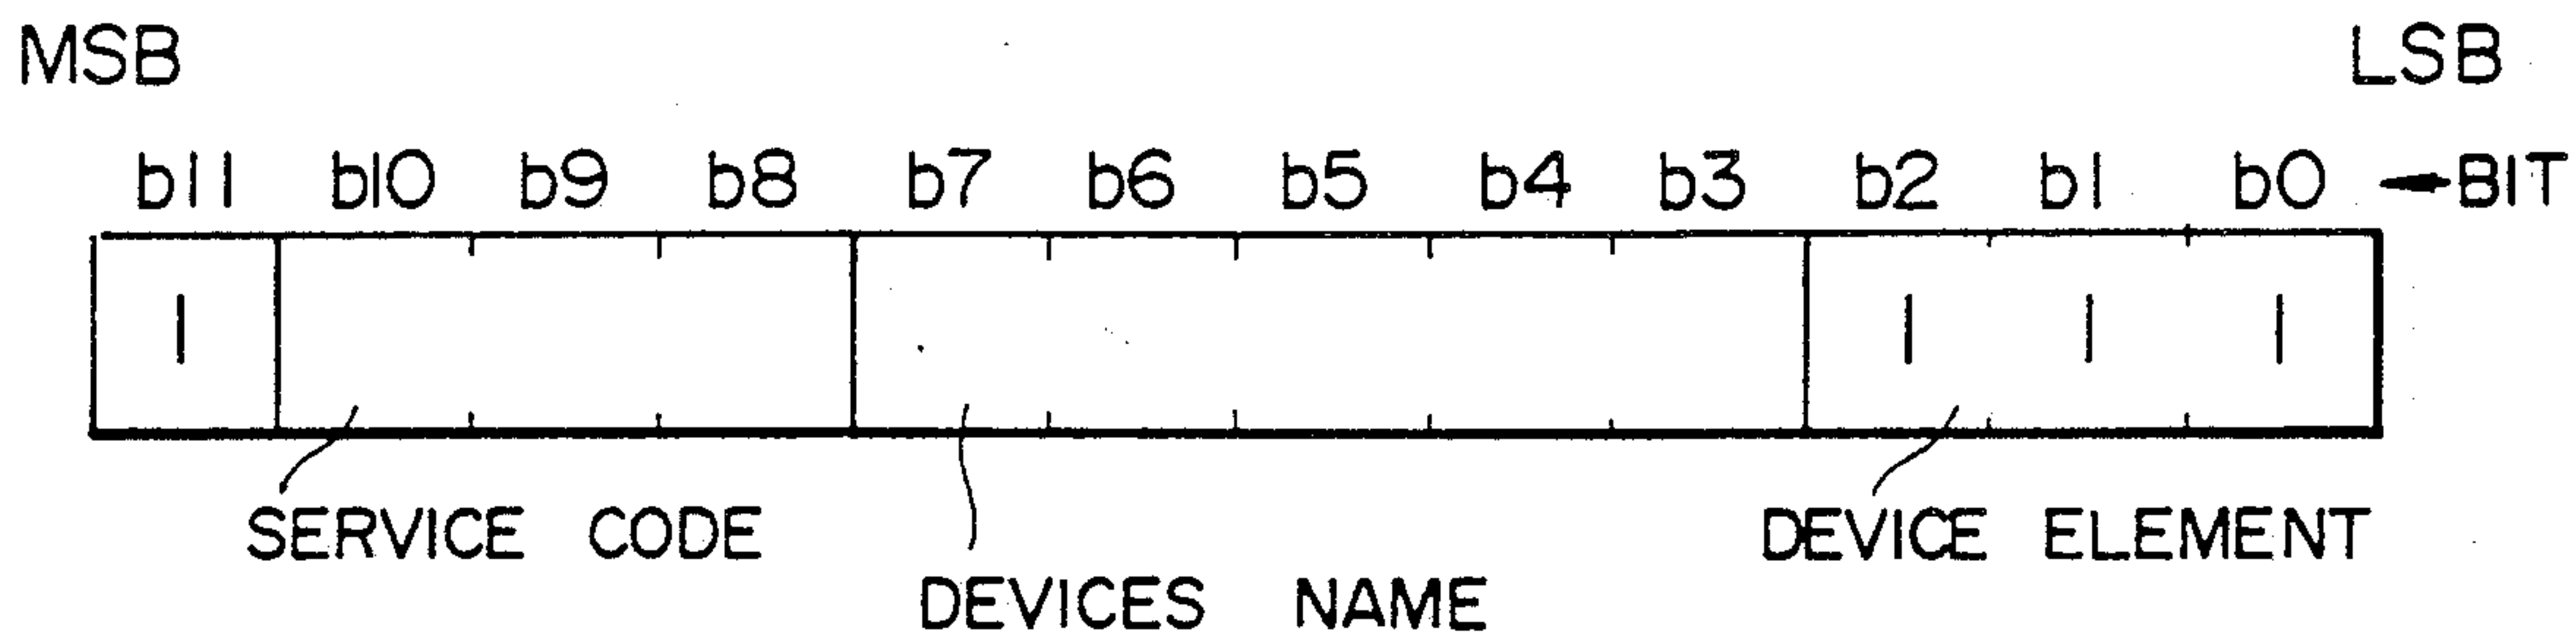 MSB LSB
b11 b10 b9 b8 b7 b6 b5 b4 b3 b2 b1 b0 BIT
1 1 1 1
SERVICE CODE DEVICE ELEMENT
DEVICES NAME